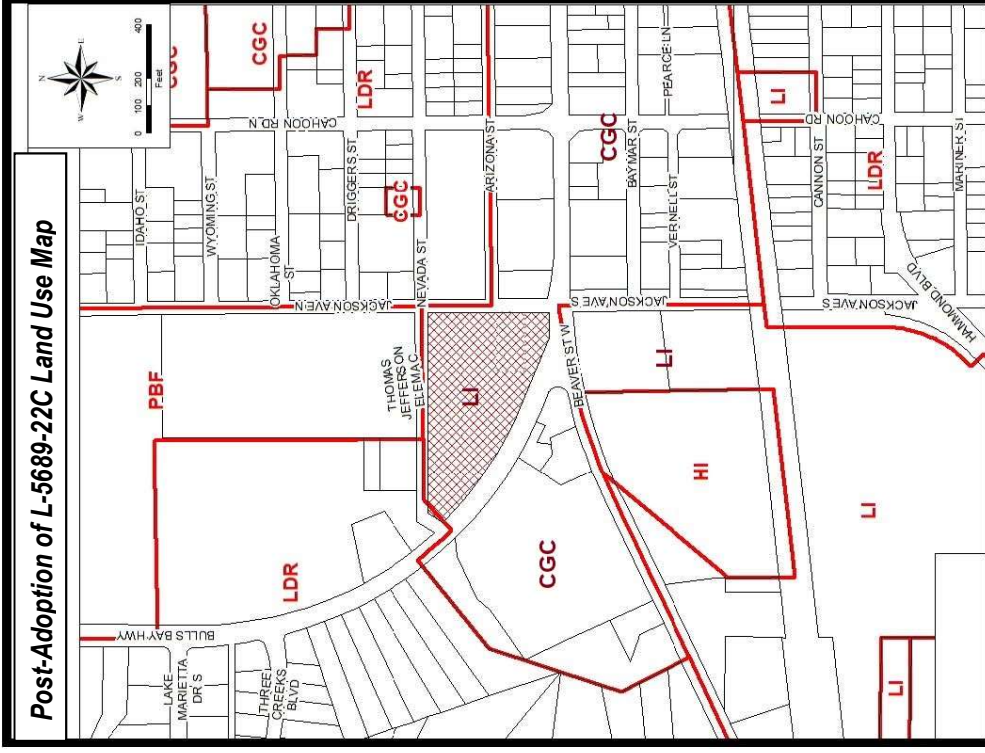 Post-Adoption of L-5689-22C Land Use Map
N
W
E
S
0
100
200
400
Feet
CGC
CGC
LDR
CAHOON RD N
IDAHO ST
WYOMING ST
OKLAHOMA
ST
DRIGGERS ST
CGC
NEVADA ST
ARIZONA ST
JACKSON AVE N
PBF
THOMAS
JEFFERSON
ELEM AC
LI
LDR
BULLS BAY HWY
LAKE
MARIETTA
DR S
THREE
CREEKS
BLVD
CGC
BEAVER ST W
PEARCE LN
CGC
BAYMAR ST
VERNELL ST
JACKSON AVE S
LI
HI
LI
LI
CAHOON RD
CANNON ST
LDR
MARINER ST
HAMMOND BLVD
JACKSON AVE S
LI